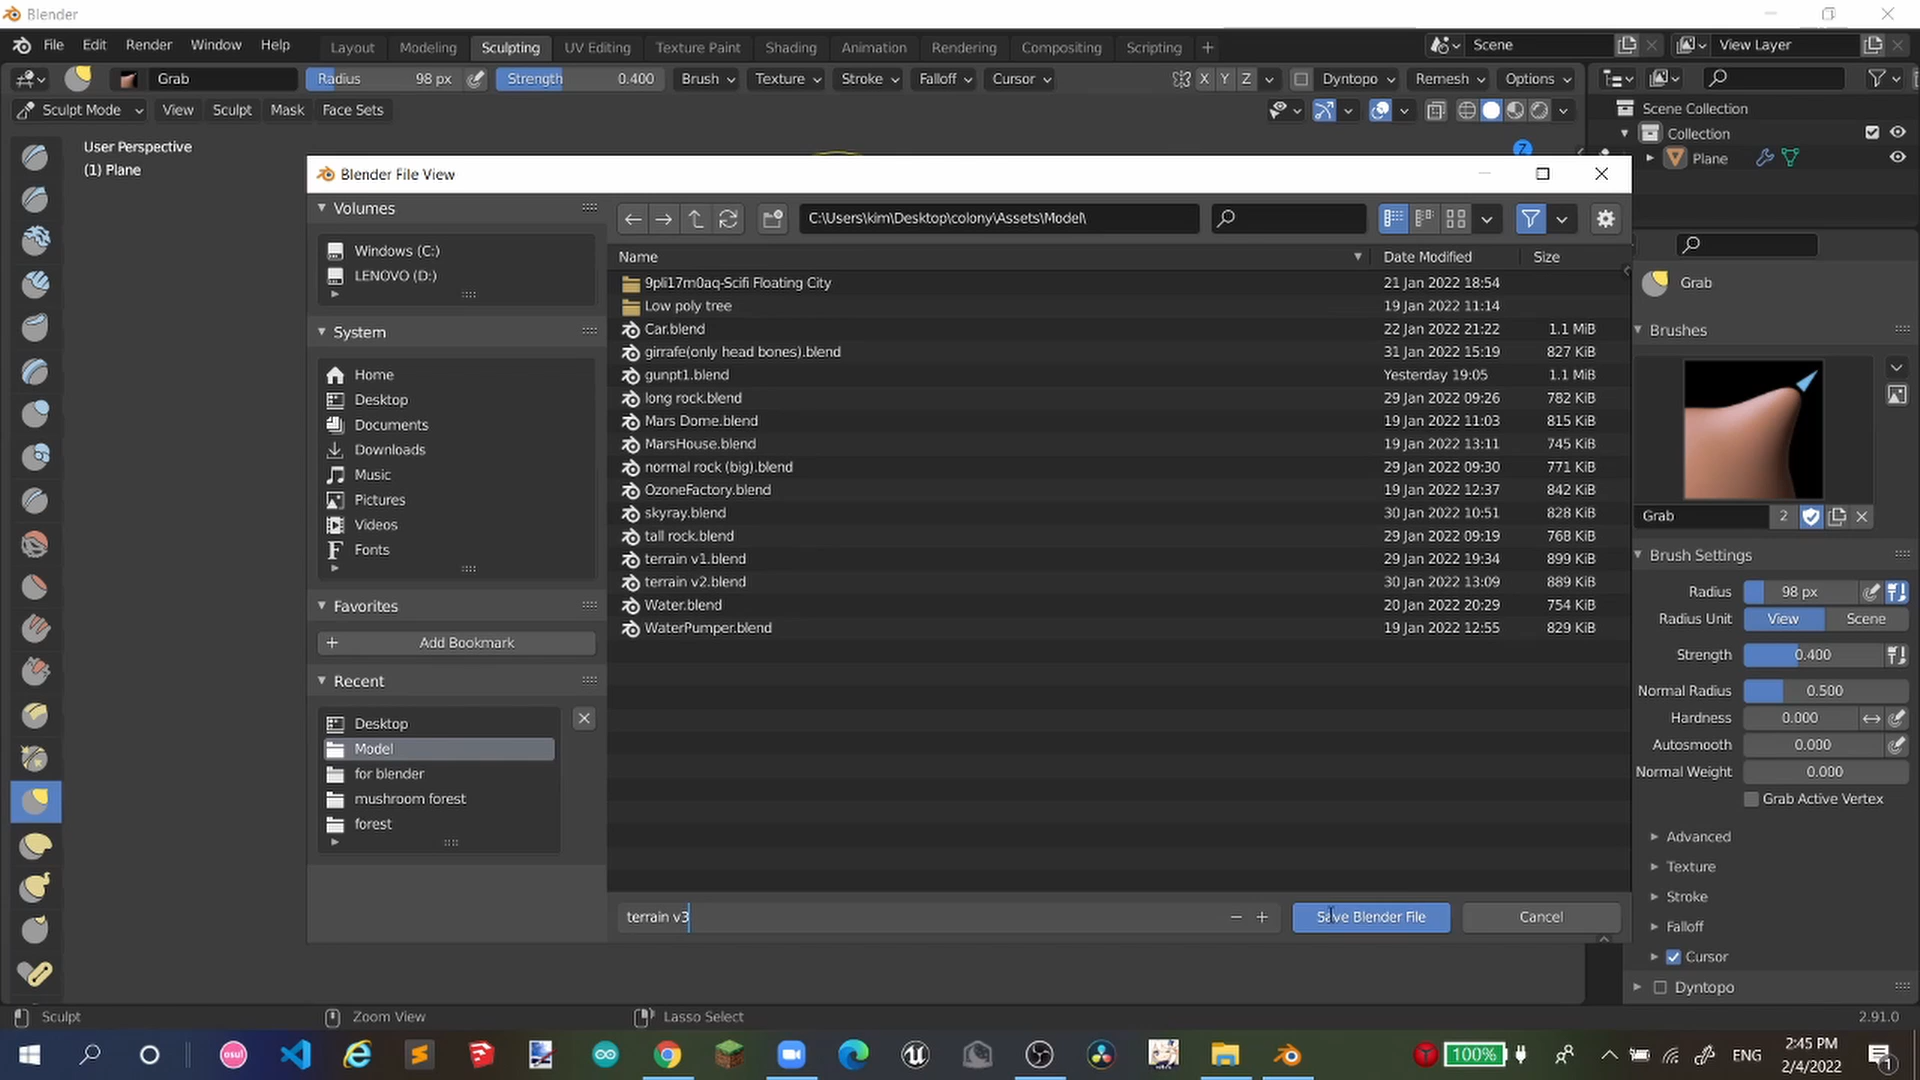 Blender
File Edit Render Window Help Layout Modeling Sculpting UV Editing Texture Paint Shading Animation Rendering Compositing Scripting + Scene View Layer
Grab Radius 98 px Strength 0.400 Brush Texture Stroke Falloff Cursor X Y Z Dyntopo Remesh Options
Sculpt Mode View Sculpt Mask Face Sets
Scene Collection
Collection
Plane
User Perspective
(1) Plane
Z
Blender File View
Volumes
Windows (C:)
LENOVO (D:)
System
Home
Desktop
Documents
Downloads
Music
Pictures
Videos
Fonts
Favorites
+ Add Bookmark
Recent
Desktop
Model
for blender
mushroom forest
forest
C:\Users\kim\Desktop\colony\Assets\Model\
Name Date Modified Size
9pli17m0aq-Scifi Floating City 21 Jan 2022 18:54
Low poly tree 19 Jan 2022 11:14
Car.blend 22 Jan 2022 21:22 1.1 MiB
girrafe(only head bones).blend 31 Jan 2022 15:19 827 KiB
gunpt1.blend Yesterday 19:05 1.1 MiB
long rock.blend 29 Jan 2022 09:26 782 KiB
Mars Dome.blend 19 Jan 2022 11:03 815 KiB
MarsHouse.blend 19 Jan 2022 13:11 745 KiB
normal rock (big).blend 29 Jan 2022 09:30 771 KiB
OzoneFactory.blend 19 Jan 2022 12:37 842 KiB
skyray.blend 30 Jan 2022 10:51 828 KiB
tall rock.blend 29 Jan 2022 09:19 768 KiB
terrain v1.blend 29 Jan 2022 19:34 899 KiB
terrain v2.blend 30 Jan 2022 13:09 889 KiB
Water.blend 20 Jan 2022 20:29 754 KiB
WaterPumper.blend 19 Jan 2022 12:55 829 KiB
terrain v3 − + Save Blender File Cancel
Grab
Brushes
Grab 2
Brush Settings
Radius 98 px
Radius Unit View Scene
Strength 0.400
Normal Radius 0.500
Hardness 0.000
Autosmooth 0.000
Normal Weight 0.000
Grab Active Vertex
Advanced
Texture
Stroke
Falloff
Cursor
Dyntopo
Sculpt Zoom View Lasso Select 2.91.0
osu! 100% ENG 2:45 PM
2/4/2022 1